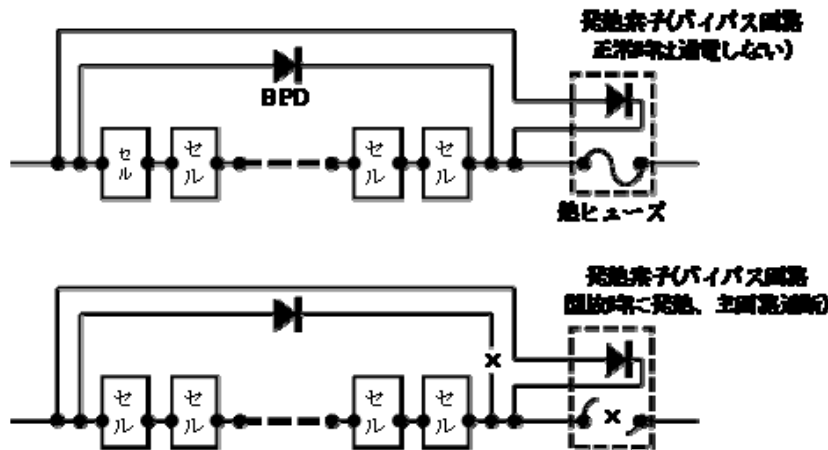 発熱素子(バイパス回路
正常時は通電しない)
BPD
セル
セル
セル
セル
熱ヒューズ
発熱素子(バイパス回路
開放時に発熱、主回路遮断)
x
セル
セル
セル
セル
x